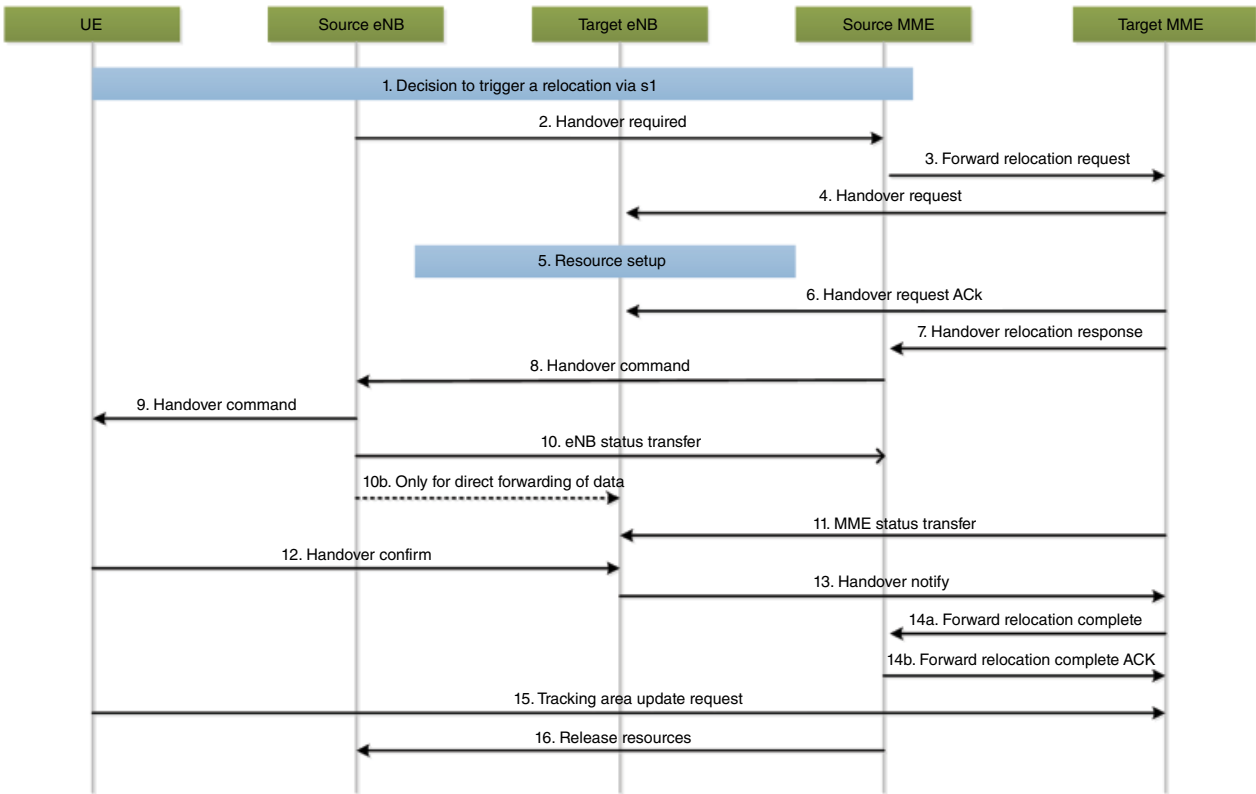 UE
Source eNB
Target eNB
Source MME
Target MME
1. Decision to trigger a relocation via s1
2. Handover required
3. Forward relocation request
4. Handover request
5. Resource setup
6. Handover request ACk
7. Handover relocation response
8. Handover command
9. Handover command
10. eNB status transfer
10b. Only for direct forwarding of data
11. MME status transfer
12. Handover confirm
13. Handover notify
14a. Forward relocation complete
14b. Forward relocation complete ACK
15. Tracking area update request
16. Release resources